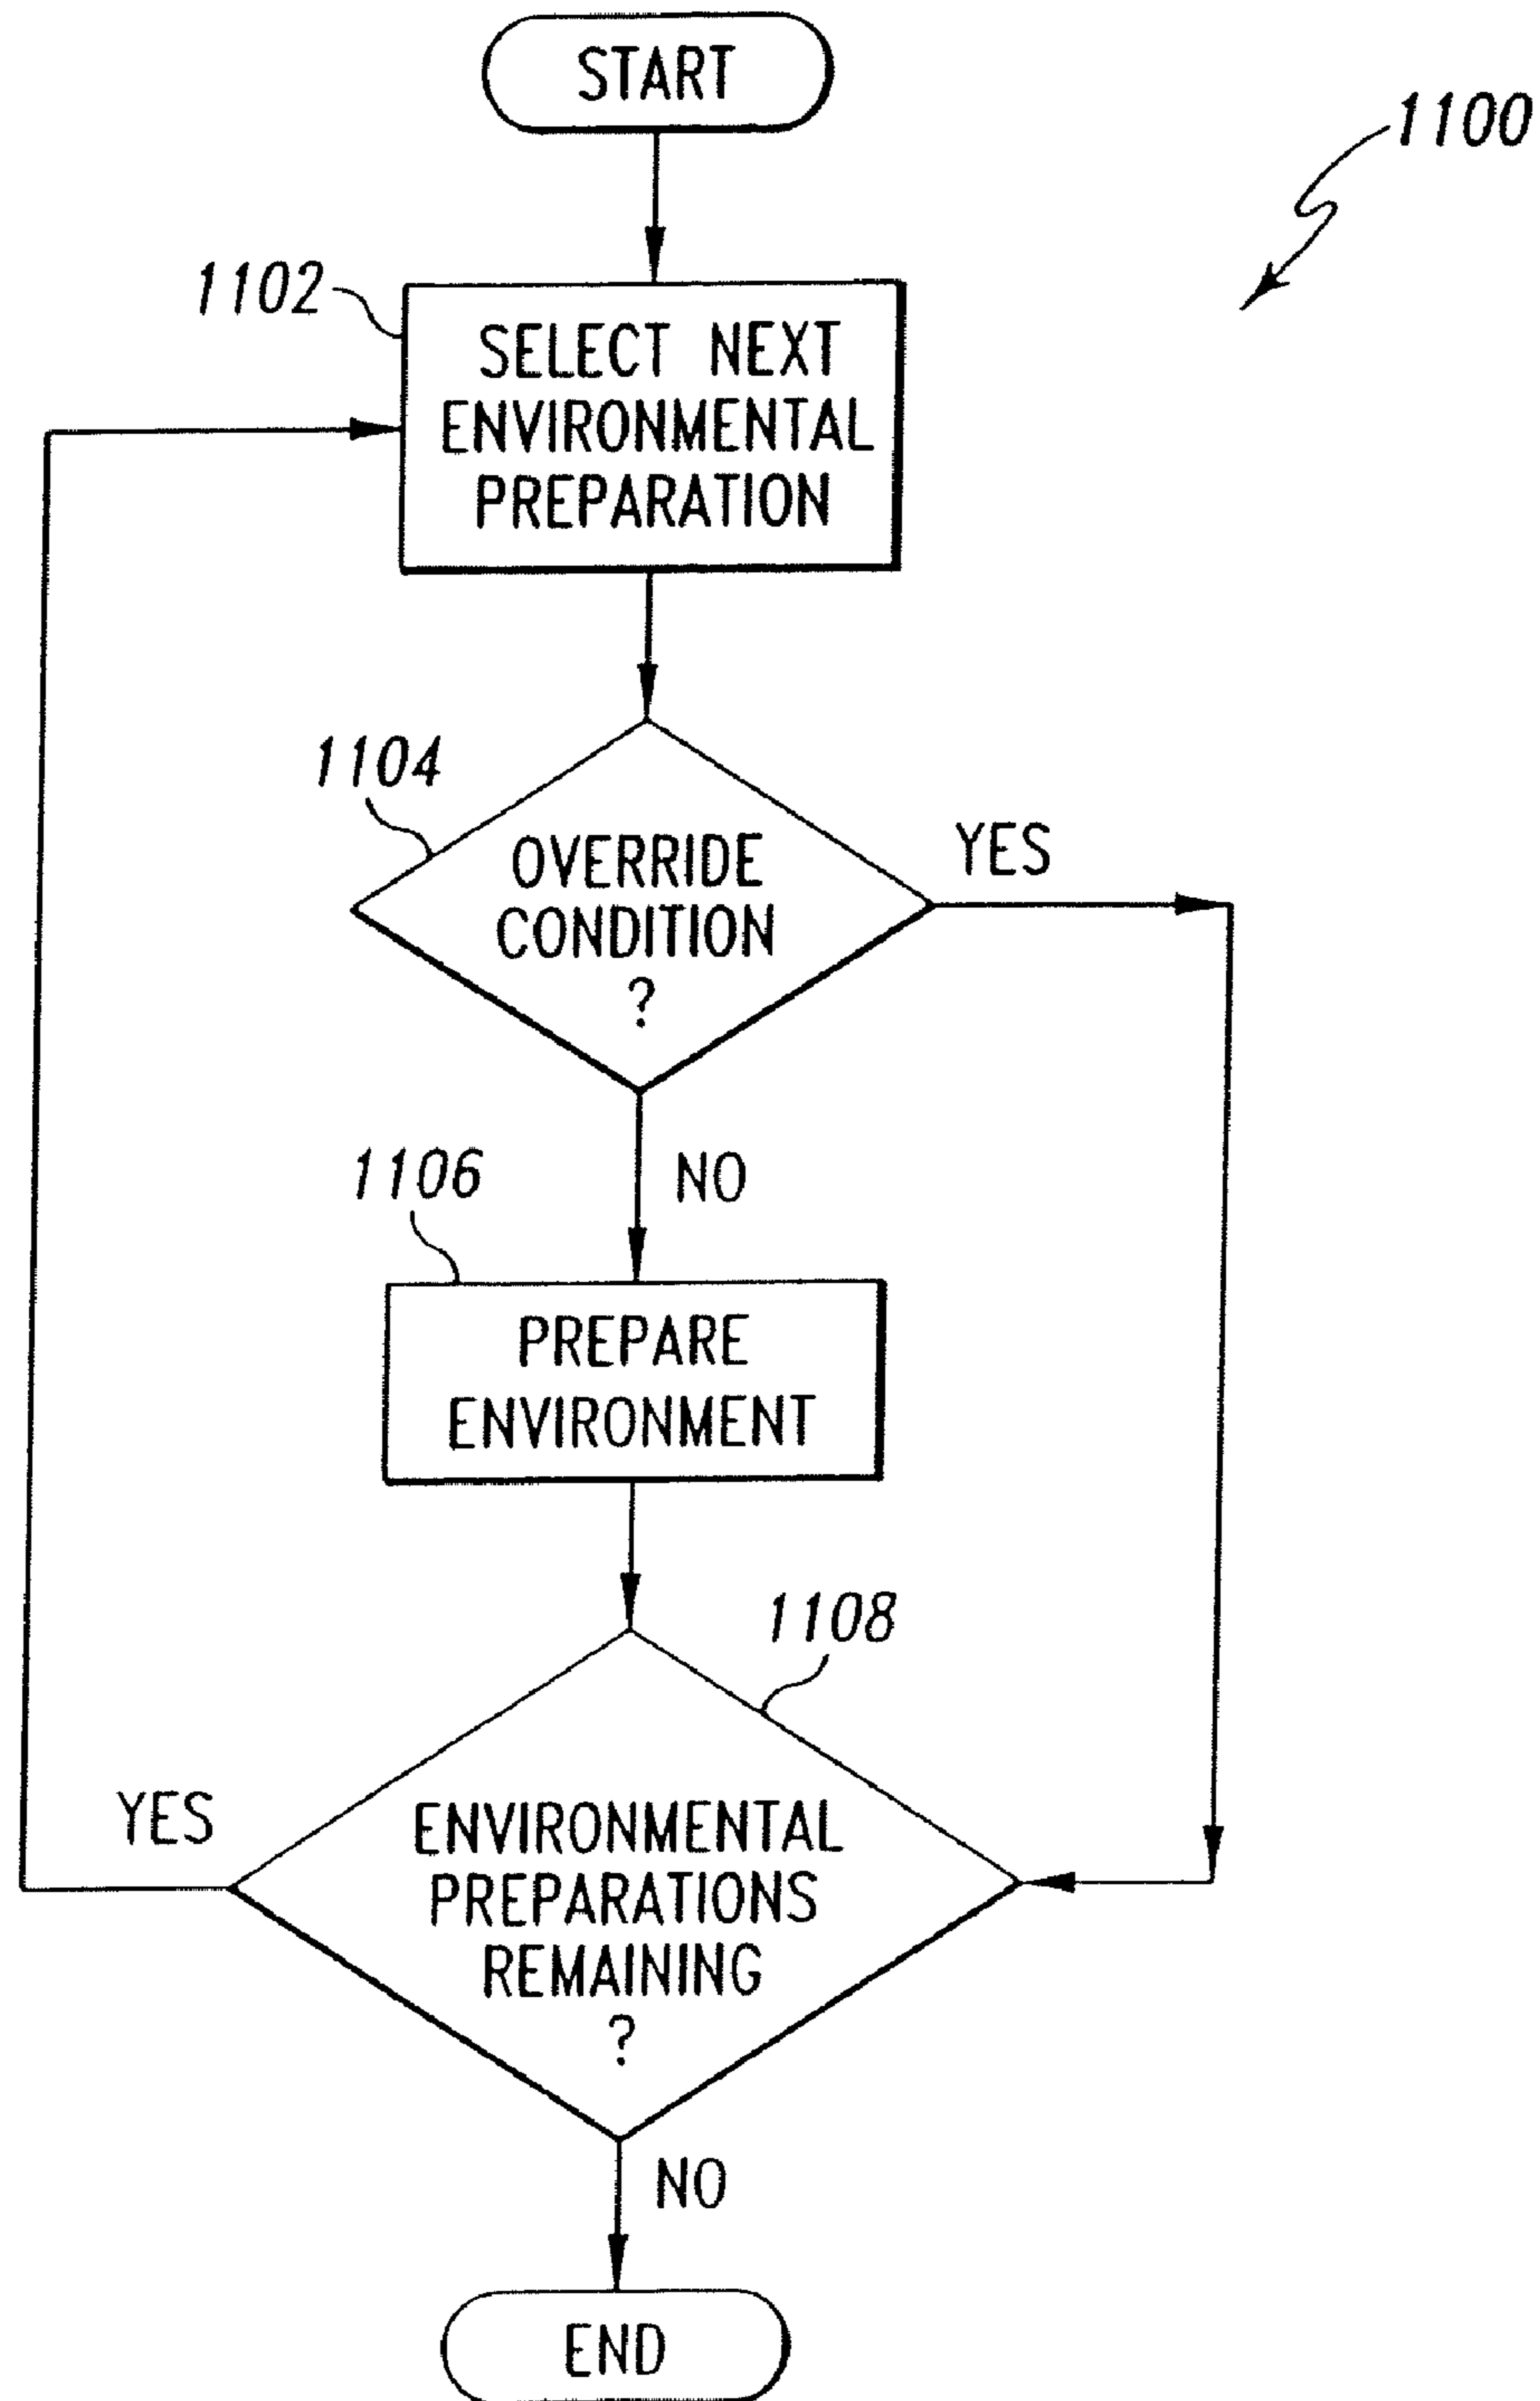 START
1100
1102
SELECT NEXT
ENVIRONMENTAL
PREPARATION
1104
OVERRIDE
CONDITION
?
YES
NO
1106
PREPARE
ENVIRONMENT
1108
YES
ENVIRONMENTAL
PREPARATIONS
REMAINING
?
NO
END